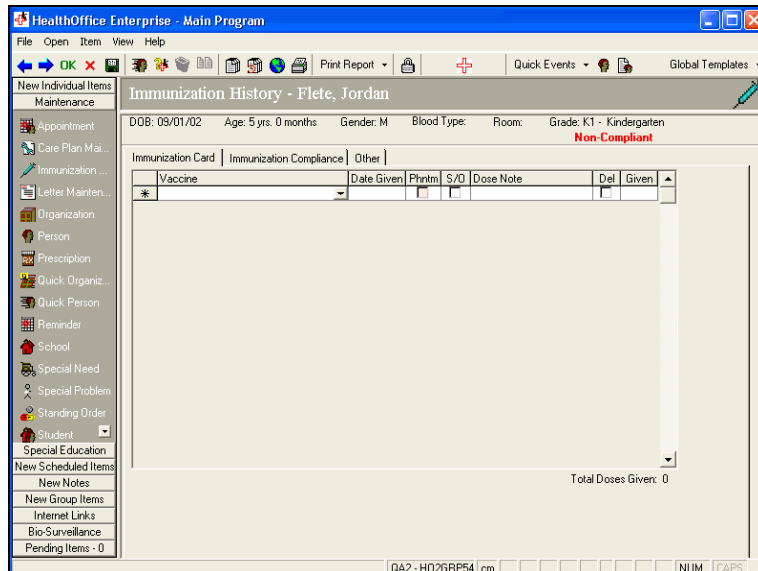 HealthOffice Enterprise - Main Program
File Open Item View Help
OK Print Report Quick Events Global Templates
New Individual Items
Maintenance
Appointment
Care Plan Mai...
Immunization ...
Letter Mainten...
Organization
Person
Prescription
Quick Organiz...
Quick Person
Reminder
School
Special Need
Special Problem
Standing Order
Student
Special Education
New Scheduled Items
New Notes
New Group Items
Internet Links
Bio-Surveillance
Pending Items - 0
Immunization History - Flete, Jordan
DOB: 09/01/02 Age: 5 yrs. 0 months Gender: M Blood Type: Room: Grade: K1 - Kindergarten
Non-Compliant
Immunization Card Immunization Compliance Other
Vaccine Date Given Phntm S/O Dose Note Del Given
Total Doses Given: 0
QA2 - HO2GBP54 cm NUM CAPS